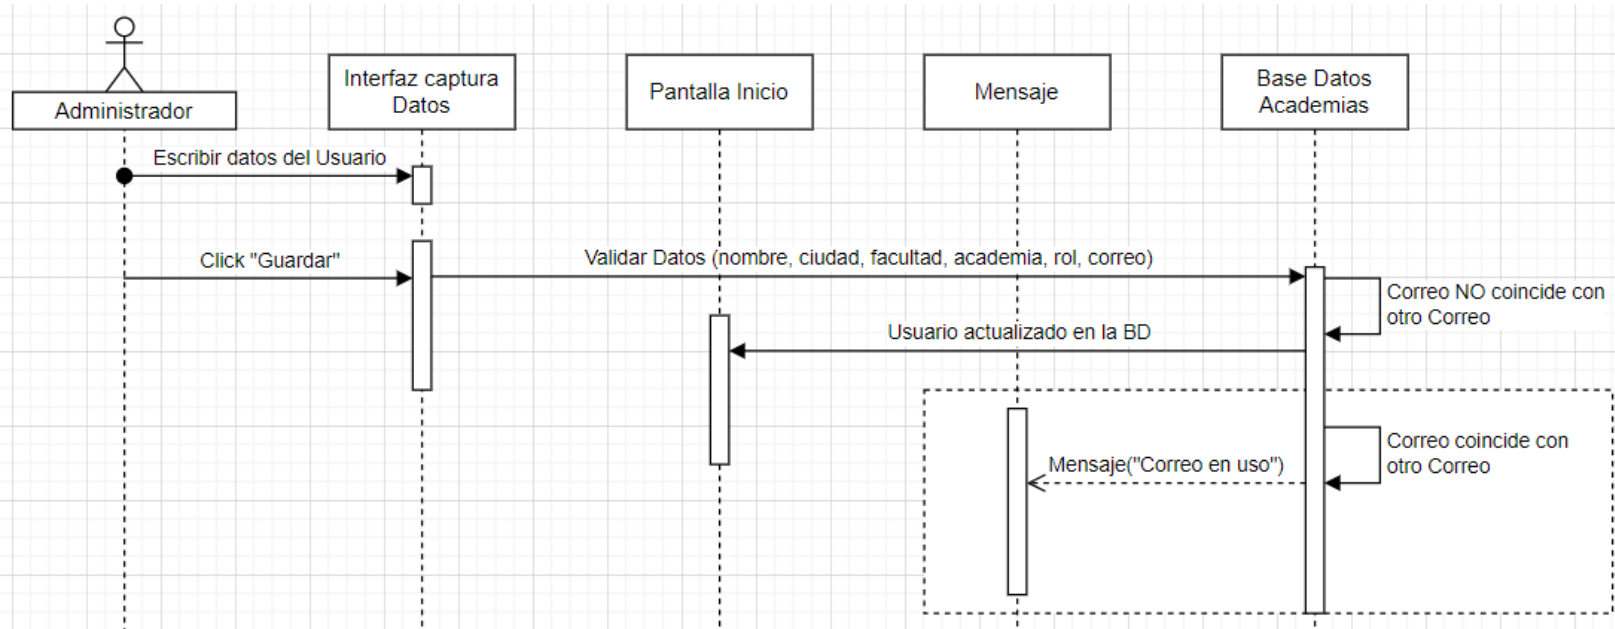 Administrador
Interfaz captura
Datos
Pantalla Inicio
Mensaje
Base Datos
Academias
Escribir datos del Usuario
Click "Guardar"
Validar Datos (nombre, ciudad, facultad, academia, rol, correo)
Correo NO coincide con
otro Correo
Usuario actualizado en la BD
Correo coincide con
otro Correo
Mensaje("Correo en uso")